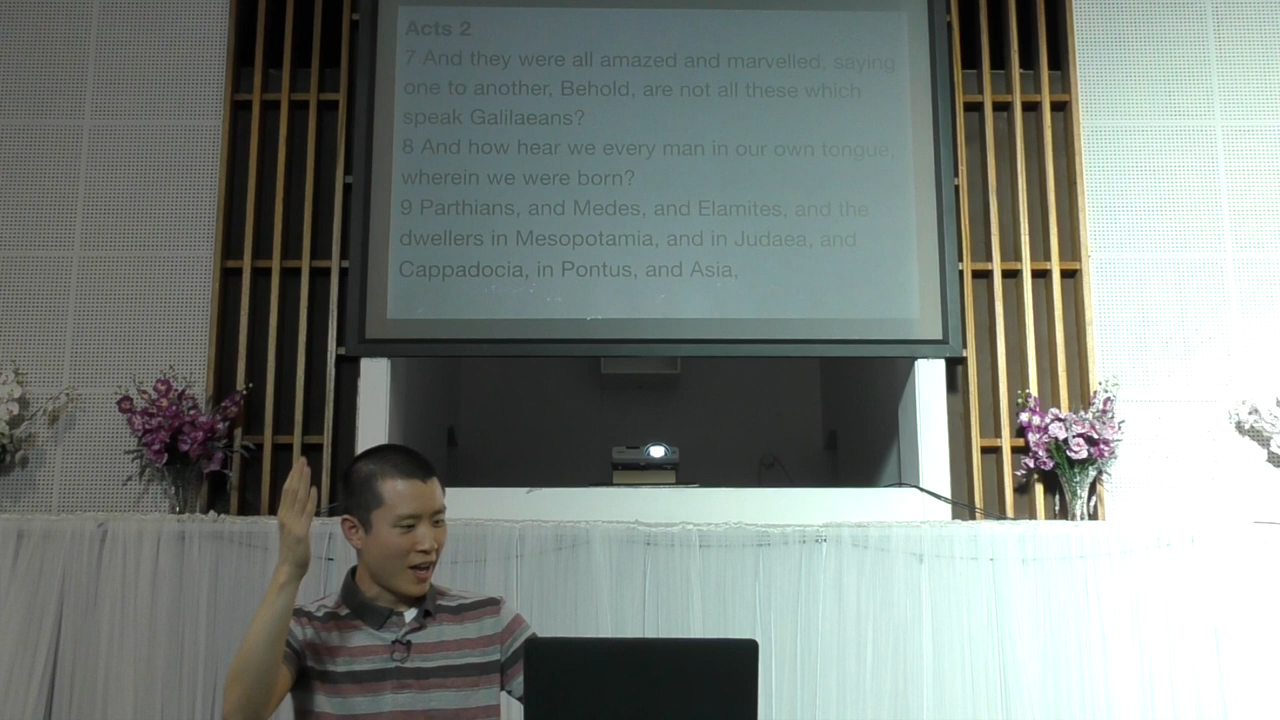 Acts 2
7 And they were all amazed and marvelled, saying
one to another, Behold, are not all these which
speak Galilaeans?
8 And how hear we every man in our own tongue,
wherein we were born?
9 Parthians, and Medes, and Elamites, and the
dwellers in Mesopotamia, and in Judaea, and
Cappadocia, in Pontus, and Asia,